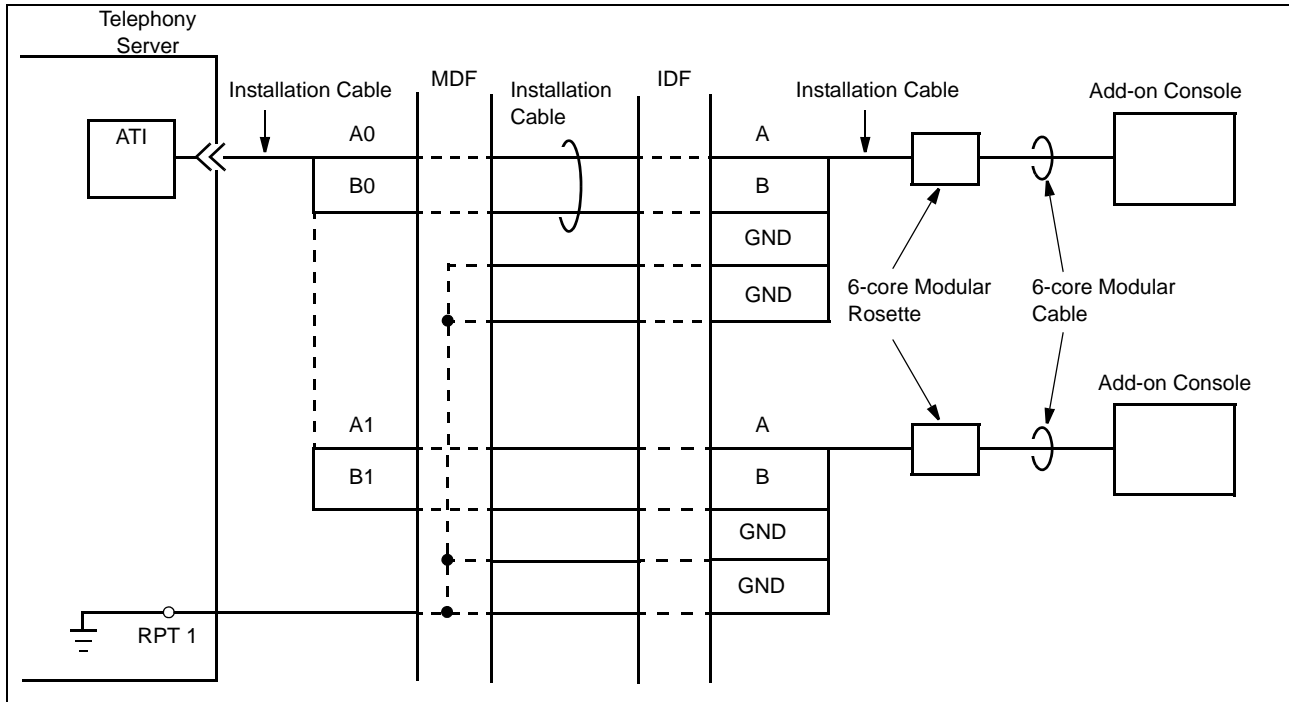 Telephony
Server
Installation Cable
MDF
Installation
Cable
IDF
Installation Cable
Add-on Console
ATI
A0
B0
A
B
GND
GND
6-core Modular
Rosette
6-core Modular
Cable
Add-on Console
A1
B1
A
B
GND
GND
RPT 1